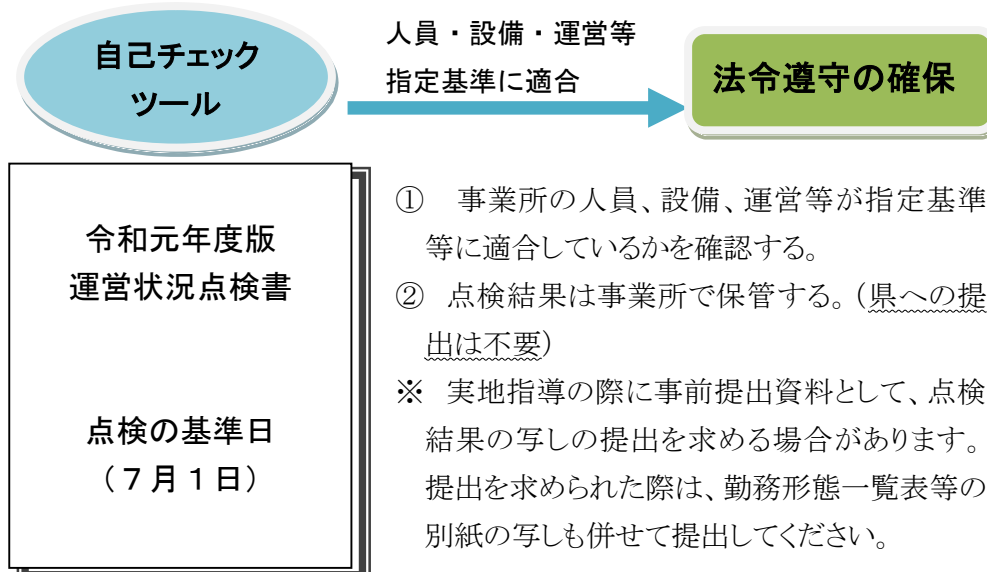 自己チェック
ツール
人員・設備・運営等
指定基準に適合
法令遵守の確保
令和元年度版
運営状況点検書
点検の基準日
（７月１日）
① 事業所の人員、設備、運営等が指定基準
等に適合しているかを確認する。
② 点検結果は事業所で保管する。（県への提
出は不要）
※ 実地指導の際に事前提出資料として、点検
結果の写しの提出を求める場合があります。
提出を求められた際は、勤務形態一覧表等の
別紙の写しも併せて提出してください。